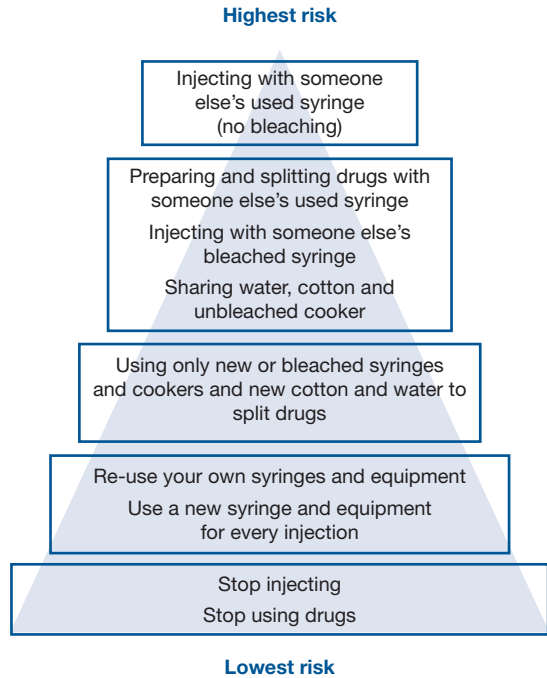 Highest risk
Injecting with someone
else’s used syringe
(no bleaching)
Preparing and splitting drugs with
someone else’s used syringe
Injecting with someone else’s
bleached syringe
Sharing water, cotton and
unbleached cooker
Using only new or bleached syringes
and cookers and new cotton and water to
split drugs
Re-use your own syringes and equipment
Use a new syringe and equipment
for every injection
Stop injecting
Stop using drugs
Lowest risk